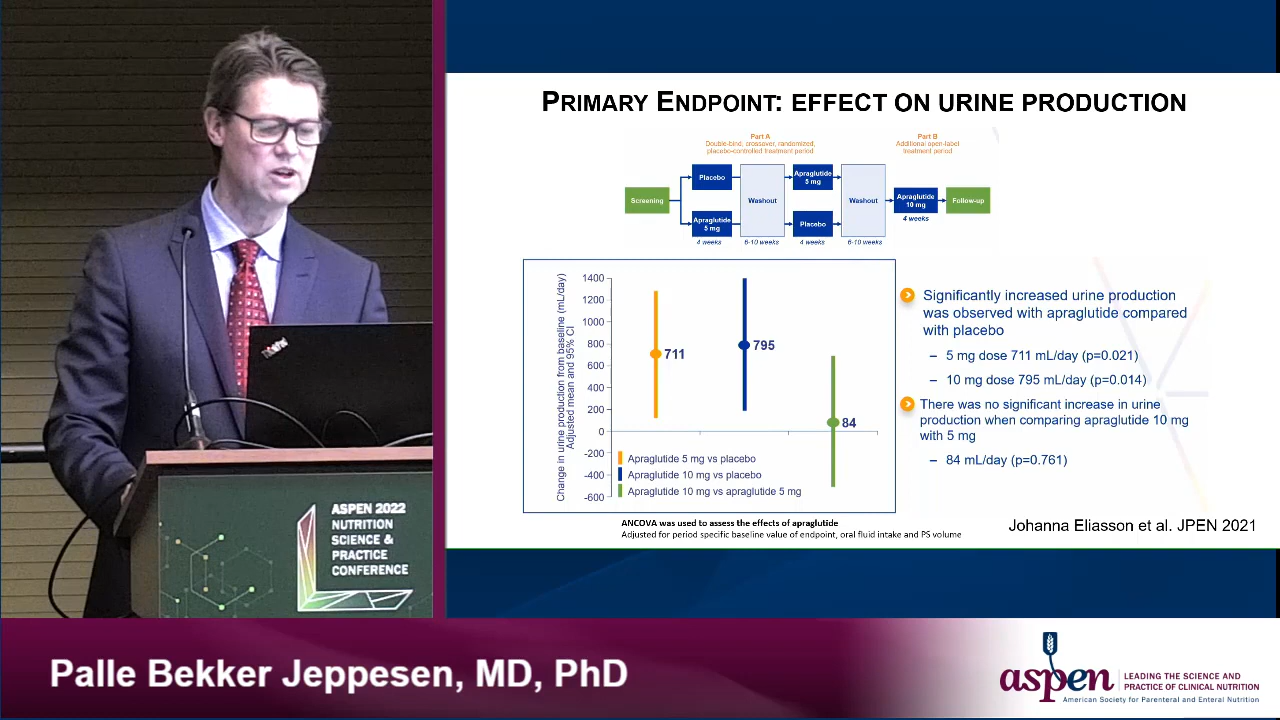 PRIMARY ENDPOINT: EFFECT ON URINE PRODUCTION
Part A
Double-bind, crossover, randomized,
placebo-controlled treatment period
Part B
Additional open-label
treatment period
Screening
Placebo
Apraglutide
5 mg
4 weeks
Washout
6-10 weeks
Apraglutide
5 mg
Placebo
4 weeks
Washout
6-10 weeks
Apraglutide
10 mg
4 weeks
Follow-up
Change in urine production from baseline (mL/day)
Adjusted mean and 95% CI
1400
1200
1000
800
600
400
200
0
-200
-400
-600
711
795
84
Apraglutide 5 mg vs placebo
Apraglutide 10 mg vs placebo
Apraglutide 10 mg vs apraglutide 5 mg
Significantly increased urine production
was observed with apraglutide compared
with placebo
– 5 mg dose 711 mL/day (p=0.021)
– 10 mg dose 795 mL/day (p=0.014)
There was no significant increase in urine
production when comparing apraglutide 10 mg
with 5 mg
– 84 mL/day (p=0.761)
ANCOVA was used to assess the effects of apraglutide
Adjusted for period specific baseline value of endpoint, oral fluid intake and PS volume
Johanna Eliasson et al. JPEN 2021
ASPEN 2022
NUTRITION
SCIENCE &
PRACTICE
CONFERENCE
Palle Bekker Jeppesen, MD, PhD
aspen
LEADING THE SCIENCE AND
PRACTICE OF CLINICAL NUTRITION
American Society for Parenteral and Enteral Nutrition